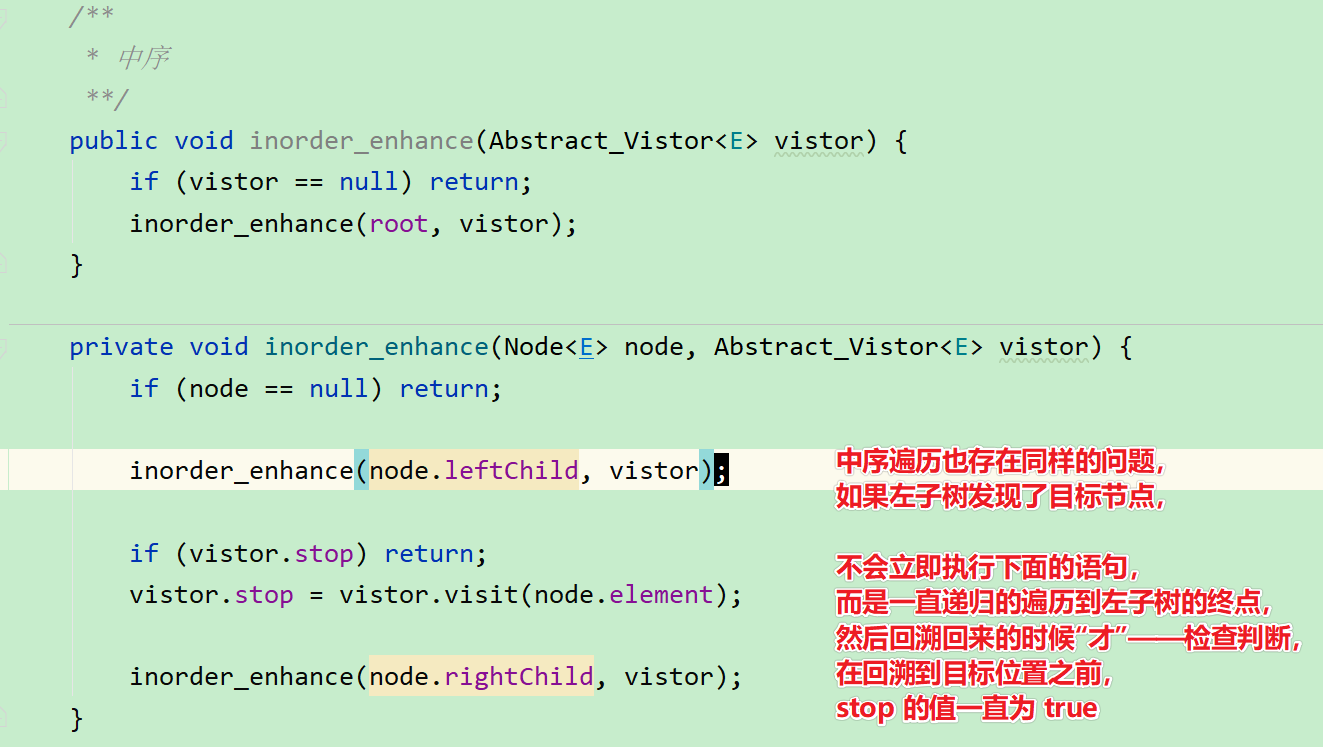 /**
* 中序
**/
public void inorder_enhance(Abstract_Vistor<E> vistor) {
if (vistor == null) return;
inorder_enhance(root, vistor);
}
private void inorder_enhance(Node<E> node, Abstract_Vistor<E> vistor) {
if (node == null) return;
inorder_enhance(node.leftChild, vistor);
中序遍历也存在同样的问题，
如果左子树发现了目标节点，
if (vistor.stop) return;
不会立即执行下面的语句，
vistor.stop = vistor.visit(node.element);
而是一直递归的遍历到左子树的终点，
然后回溯回来的时候“才”——检查判断，
inorder_enhance(node.rightChild, vistor);
在回溯到目标位置之前，
stop 的值一直为 true
}